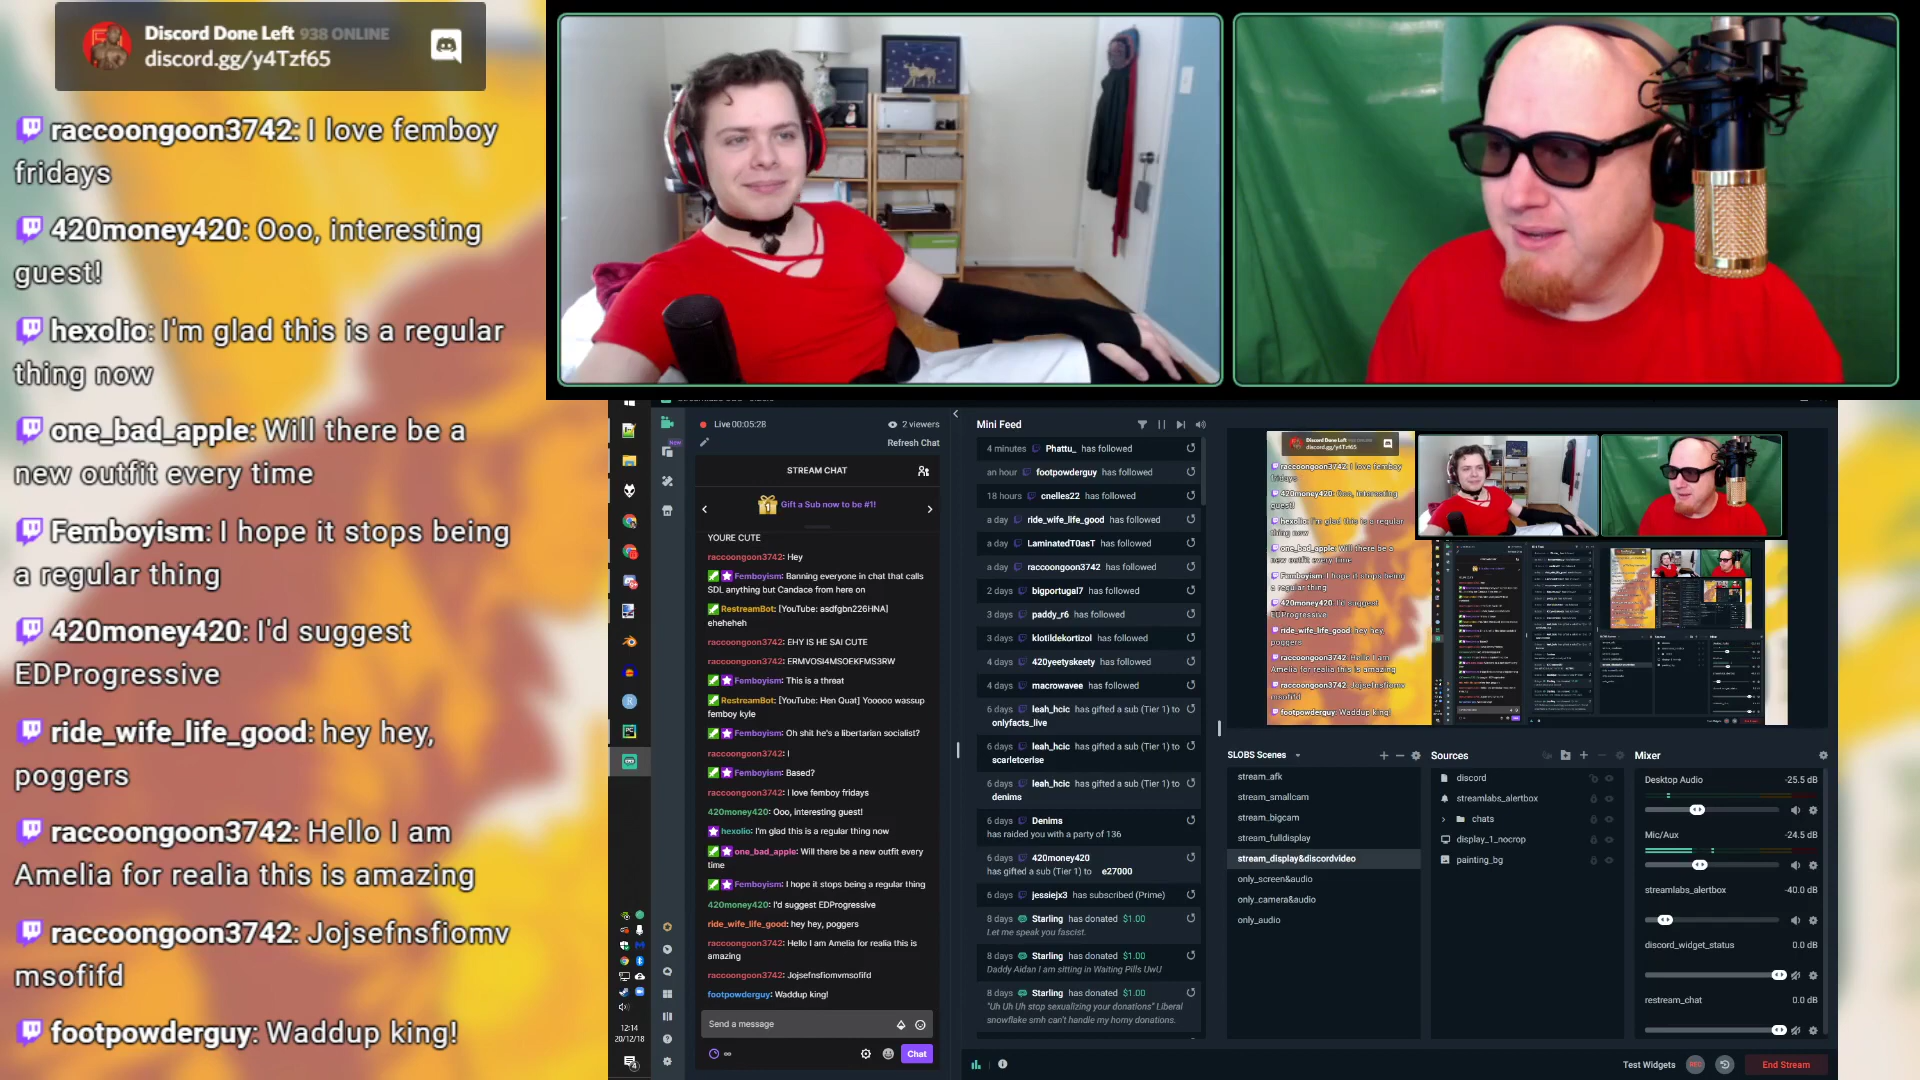 Discord Done Left 938 ONLINE
discord.gg/y4Tzf65
raccoongoon3742: I love femboy
fridays
420money420: Ooo, interesting
guest!
hexolio: I'm glad this is a regular
thing now
one_bad_apple: Will there be a
new outfit every time
Femboyism: I hope it stops being
a regular thing
420money420: I'd suggest
EDProgressive
ride_wife_life_good: hey hey,
poggers
raccoongoon3742: Hello I am
Amelia for realia this is amazing
raccoongoon3742: Jojsefnsfiomv
msofifd
footpowderguy: Waddup king!
12:14
20/12/18
New
Live 00:05:28
2 viewers
Refresh Chat
STREAM CHAT
Gift a Sub now to be #1!
YOURE CUTE
raccoongoon3742: Hey
Femboyism: Banning everyone in chat that calls
SDL anything but Candace from here on
RestreamBot: [YouTube: asdfgbn226HNA]
eheheheh
raccoongoon3742: EHY IS HE SAI CUTE
raccoongoon3742: ERMVOSI4MSOEKFMS3RW
Femboyism: This is a threat
RestreamBot: [YouTube: Hen Quat] Yooooo wassup
femboy kyle
Femboyism: Oh shit he's a libertarian socialist?
raccoongoon3742: I
Femboyism: Based?
raccoongoon3742: I love femboy fridays
420money420: Ooo, interesting guest!
hexolio: I'm glad this is a regular thing now
one_bad_apple: Will there be a new outfit every
time
Femboyism: I hope it stops being a regular thing
420money420: I'd suggest EDProgressive
ride_wife_life_good: hey hey, poggers
raccoongoon3742: Hello I am Amelia for realia this is
amazing
raccoongoon3742: Jojsefnsfiomvmsofifd
footpowderguy: Waddup king!
Send a message
Chat
Mini Feed
4 minutes Phattu_ has followed
an hour footpowderguy has followed
18 hours cnelles22 has followed
a day ride_wife_life_good has followed
a day LaminatedT0asT has followed
a day raccoongoon3742 has followed
2 days bigportugal7 has followed
3 days paddy_r6 has followed
3 days klotildekortizol has followed
4 days 420yeetyskeety has followed
4 days macrowavee has followed
6 days leah_hcic has gifted a sub (Tier 1) to
onlyfacts_live
6 days leah_hcic has gifted a sub (Tier 1) to
scarletcerise
6 days leah_hcic has gifted a sub (Tier 1) to
denims
6 days Denims
has raided you with a party of 136
6 days 420money420
has gifted a sub (Tier 1) to e27000
6 days jessiejx3 has subscribed (Prime)
8 days Starling has donated $1.00
Let me speak you fascist.
8 days Starling has donated $1.00
Daddy Aidan I am sitting in Waiting Pills UwU
8 days Starling has donated $1.00
"Uh Uh Uh stop sexualizing your donations" Liberal
snowflake smh can't handle my horny donations.
SLOBS Scenes
stream_afk
stream_smallcam
stream_bigcam
stream_fulldisplay
stream_display&discordvideo
only_screen&audio
only_camera&audio
only_audio
Sources
discord
streamlabs_alertbox
chats
display_1_nocrop
painting_bg
Mixer
Desktop Audio -25.5 dB
Mic/Aux -24.5 dB
streamlabs_alertbox -40.0 dB
discord_widget_status 0.0 dB
restream_chat 0.0 dB
Test Widgets
REC
End Stream